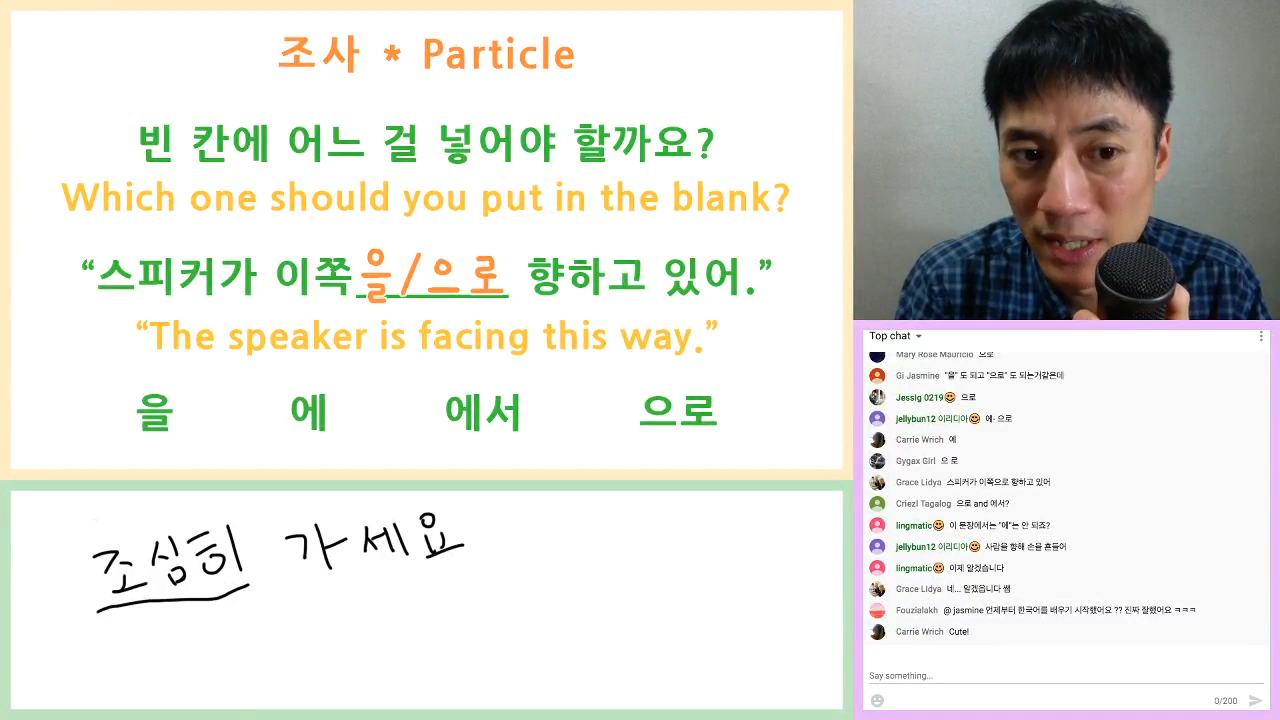 조사 * Particle
빈 칸에 어느 걸 넣어야 할까요?
Which one should you put in the blank?
“스피커가 이쪽을/으로 향하고 있어.”
“The speaker is facing this way.”
을 에 에서 으로
조심히 가세요
Top chat
Mary Rose Mauricio 으로
Gi Jasmine "을" 도 되고 "으로" 도 되는거같은데
Jesslg 0219 으로
jellybun12 이리디아 에- 으로
Carrie Wrich 에
Gygax Girl 으 로
Grace Lidya 스피커가 이쪽으로 향하고 있어
Criezl Tagalog 으로 and 에서?
lingmatic 이 문장에서는 "에"는 안 되죠?
jellybun12 이리디아 사람을 향해 손을 흔들어
lingmatic 이제 알겠습니다
Grace Lidya 네... 알겠읍니다 쌤
Fouzialakh @ jasmine 언제부터 한국어를 배우기 시작했어요 ?? 진짜 잘했어요 ㅋㅋㅋ
Carrie Wrich Cute!
Say something...
0/200